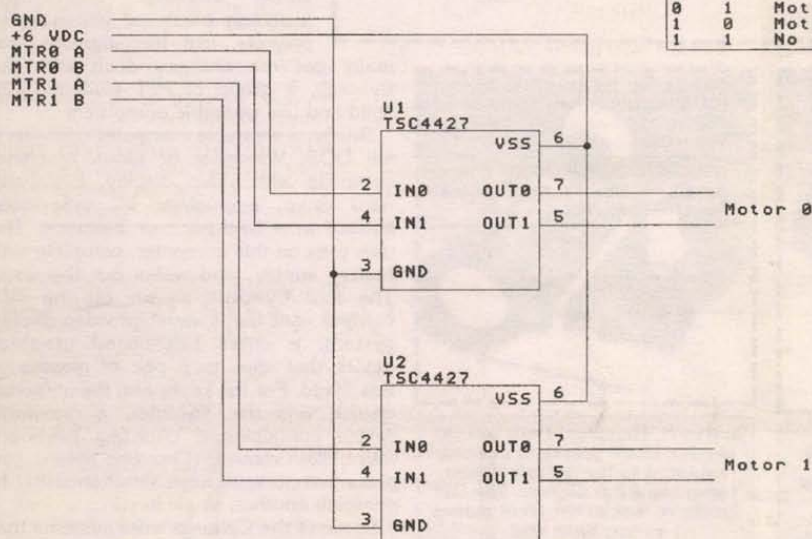 0 1 Mot
1 0 Mot
1 1 No
GND
+6 VDC
MTR0 A
MTR0 B
MTR1 A
MTR1 B
U1
TSC4427
VSS 6
2 IN0 OUT0 7
4 IN1 OUT1 5
Motor 0
3 GND
U2
TSC4427
VSS 6
2 IN0 OUT0 7
4 IN1 OUT1 5
Motor 1
3 GND